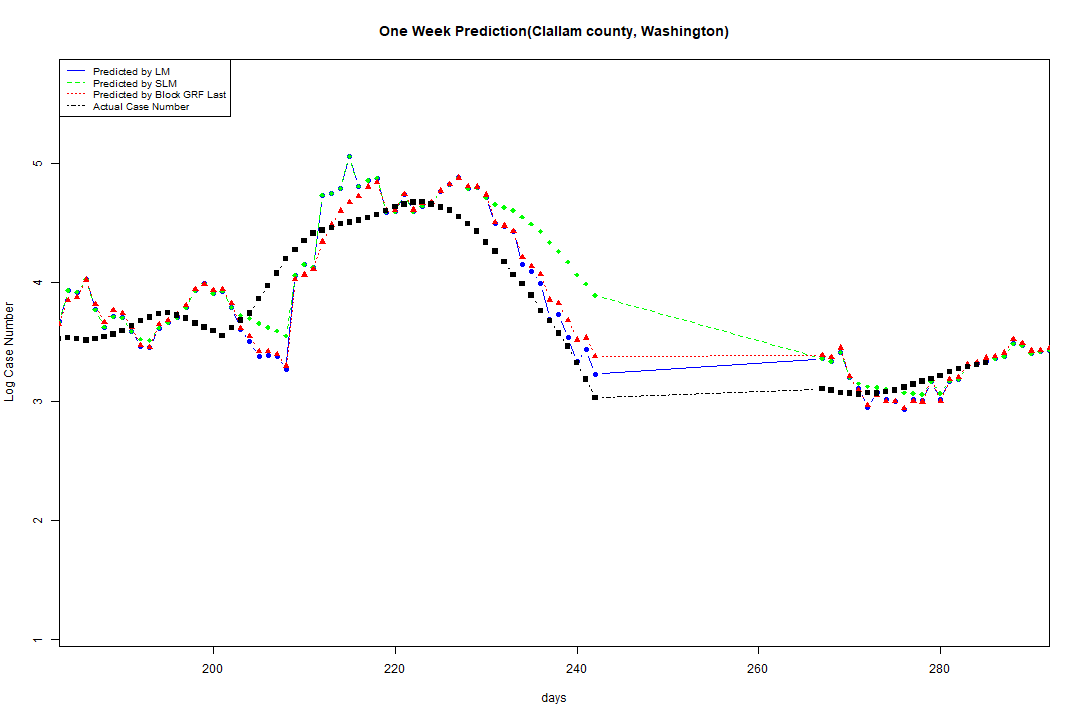 One Week Prediction(Clallam county, Washington)
Predicted by LM
Predicted by SLM
Predicted by Block GRF Last
Actual Case Number
Log Case Number
5
4
3
2
1
200
220
240
260
280
days